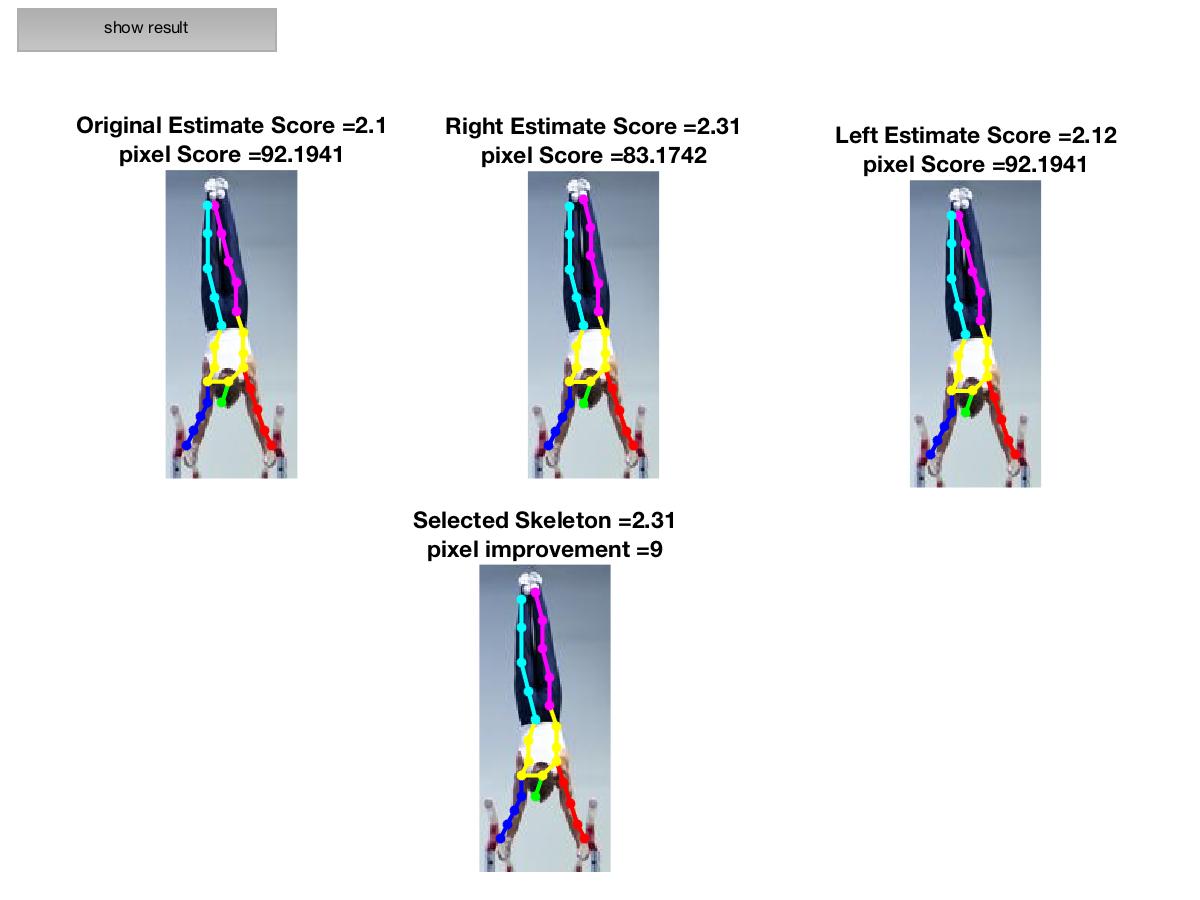 show result
Original Estimate Score =2.1
pixel Score =92.1941
Right Estimate Score =2.31
pixel Score =83.1742
Left Estimate Score =2.12
pixel Score =92.1941
Selected Skeleton =2.31
pixel improvement =9